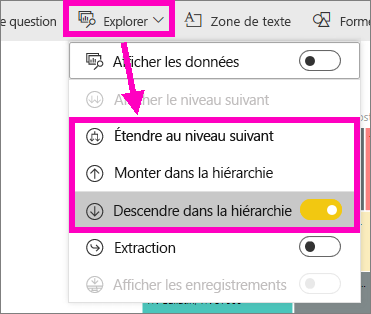 e question Explorer Zone de texte Forme
Afficher les données
Afficher le niveau suivant
Étendre au niveau suivant
Monter dans la hiérarchie
Descendre dans la hiérarchie
Extraction
Afficher les enregistrements